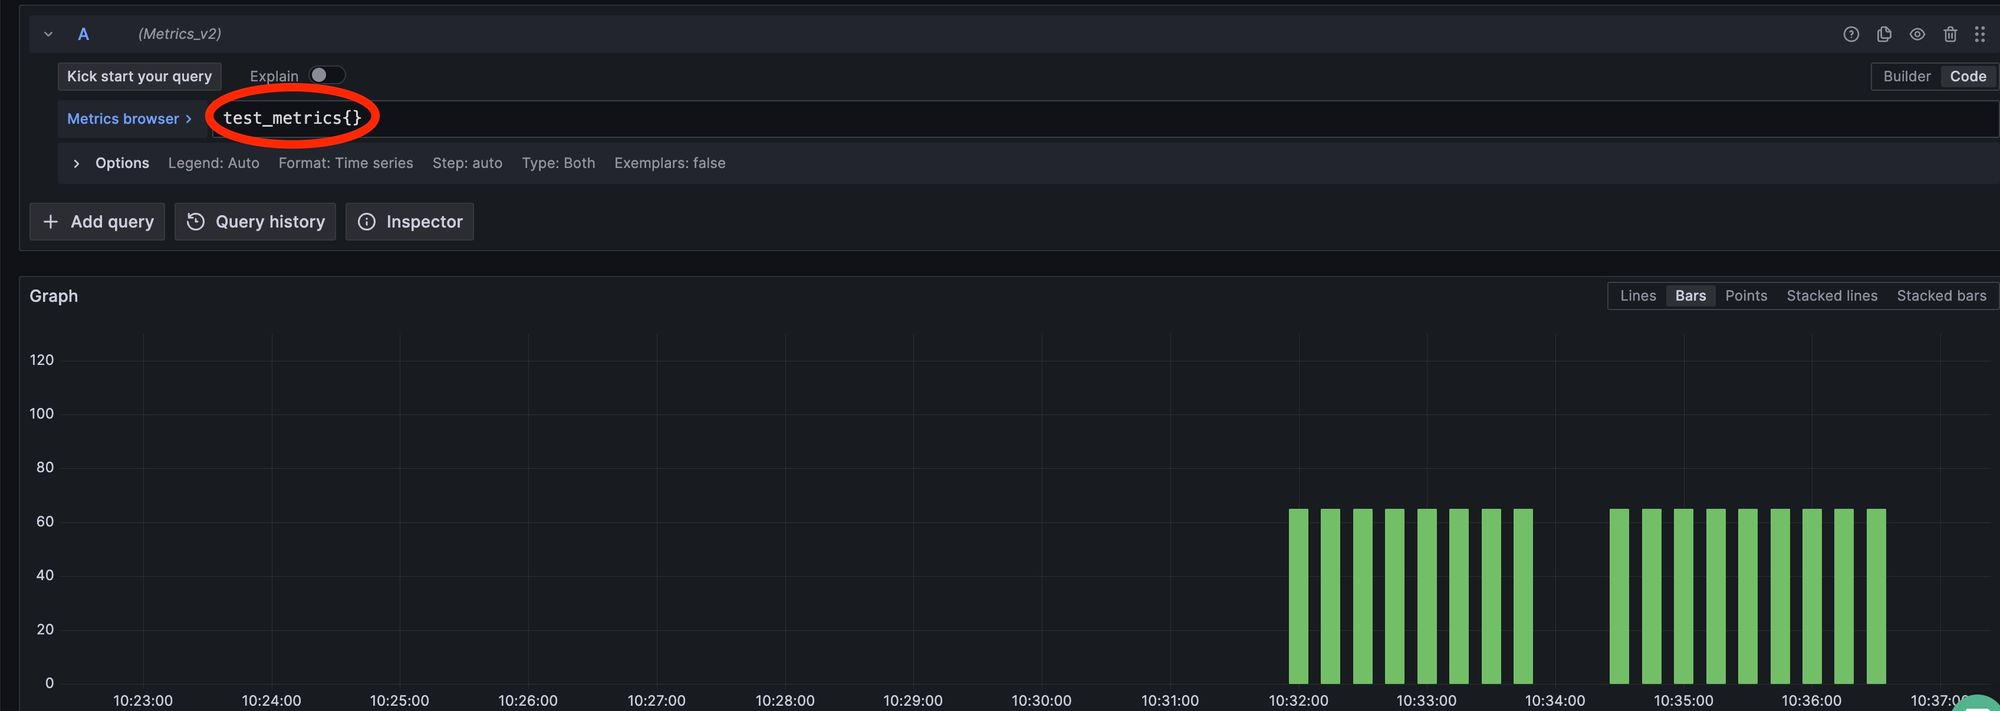 A (Metrics_v2)
Kick start your query Explain Builder Code
Metrics browser > test_metrics{}
> Options Legend: Auto Format: Time series Step: auto Type: Both Exemplars: false
+ Add query Query history Inspector
Graph Lines Bars Points Stacked lines Stacked bars
120
100
80
60
40
20
0
10:23:00 10:24:00 10:25:00 10:26:00 10:27:00 10:28:00 10:29:00 10:30:00 10:31:00 10:32:00 10:33:00 10:34:00 10:35:00 10:36:00